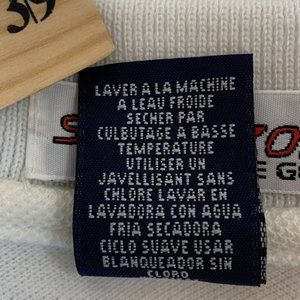 39
LAVER A LA MACHINE
A LEAU FROIDE
SECHER PAR
CULBUTAGE A BASSE
TEMPERATURE
UTILISER UN
JAVELLISANT SANS
CHLORE LAVAR EN
LAVADORA CON AGUA
FRIA SECADORA
CICLO SUAVE USAR
BLANQUEADOR SIN
CLORO